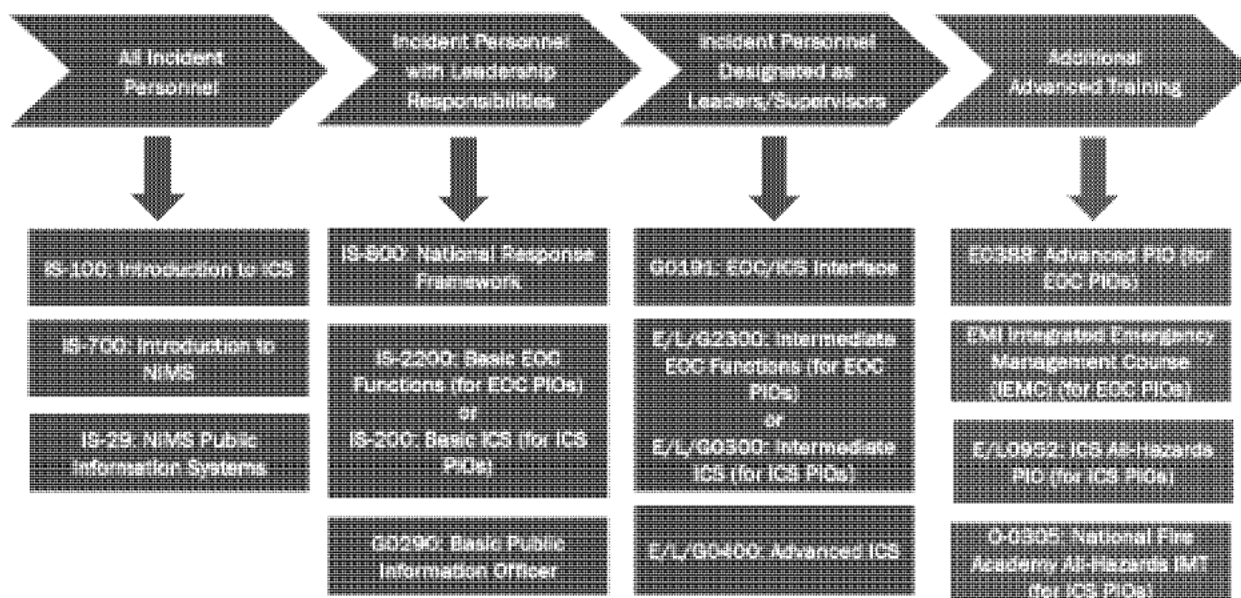 All Incident
Personnel
Incident Personnel
with Leadership
Responsibilities
Incident Personnel
Designated as
Leaders/Supervisors
Additional
Advanced Training
IS-100: Introduction to ICS
IS-700: Introduction to
NIMS
IS-29: NIMS Public
Information Systems
IS-800: National Response
Framework
IS-2200: Basic EOC
Functions (for EOC PIOs)
or
IS-200: Basic ICS (for ICS
PIOs)
G0290: Basic Public
Information Officer
G0191: EOC/ICS Interface
E/L/G2300: Intermediate
EOC Functions (for EOC
PIOs)
or
E/L/G0300: Intermediate
ICS (for ICS PIOs)
E/L/G0400: Advanced ICS
E0388: Advanced PIO (for
EOC PIOs)
EMI Integrated Emergency
Management Course
(IEMC) (for EOC PIOs)
E/L0952: ICS All-Hazards
PIO (for ICS PIOs)
O-0305: National Fire
Academy All-Hazards IMT
(for ICS PIOs)